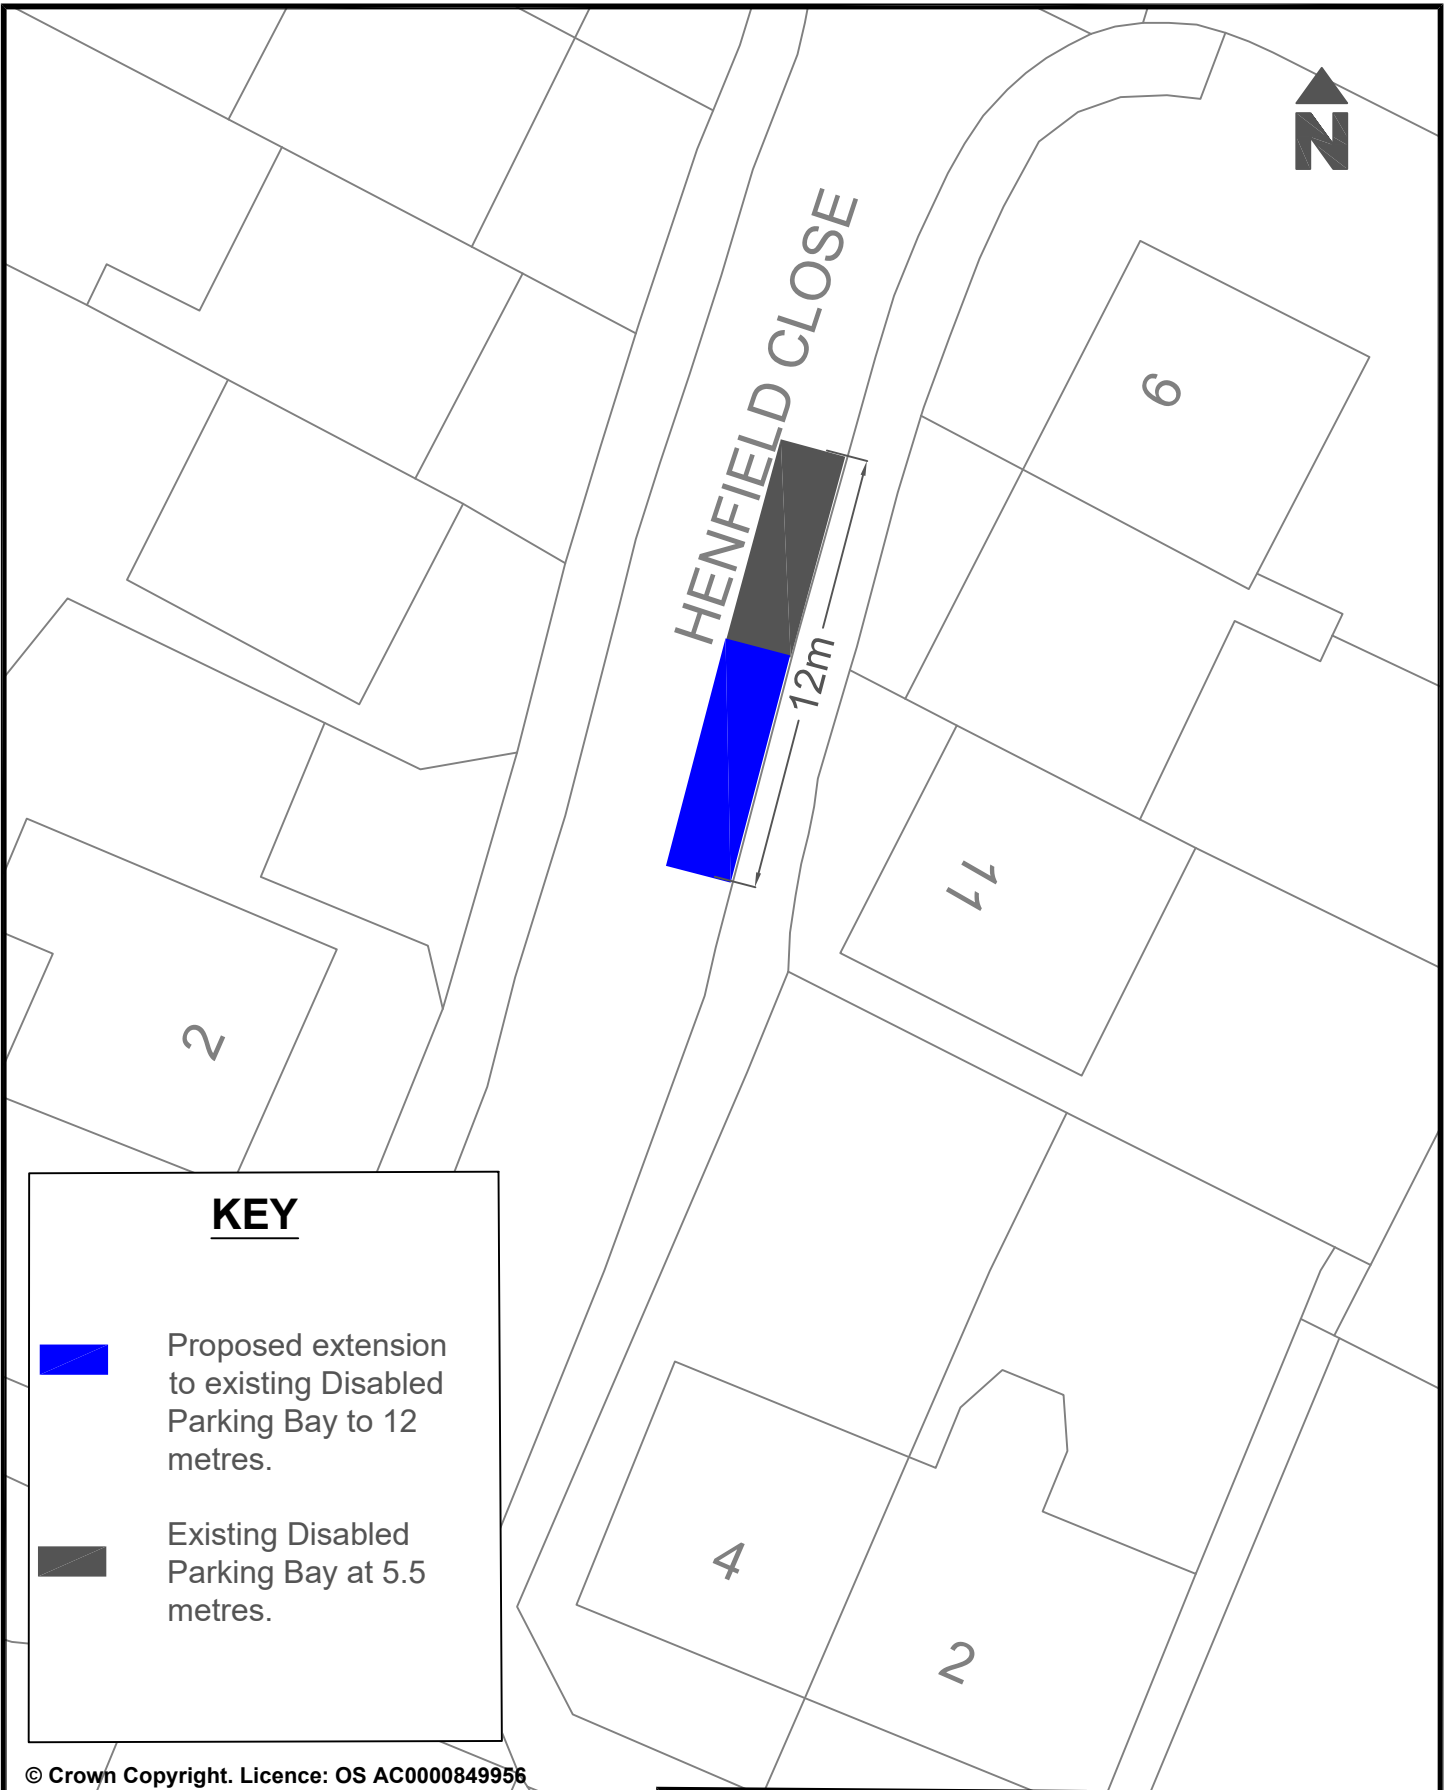 N
HENFIELD CLOSE
9
12m
11
2
KEY
Proposed extension
to existing Disabled
Parking Bay to 12
metres.
Existing Disabled
Parking Bay at 5.5
metres.
4
2
© Crown Copyright. Licence: OS AC0000849956